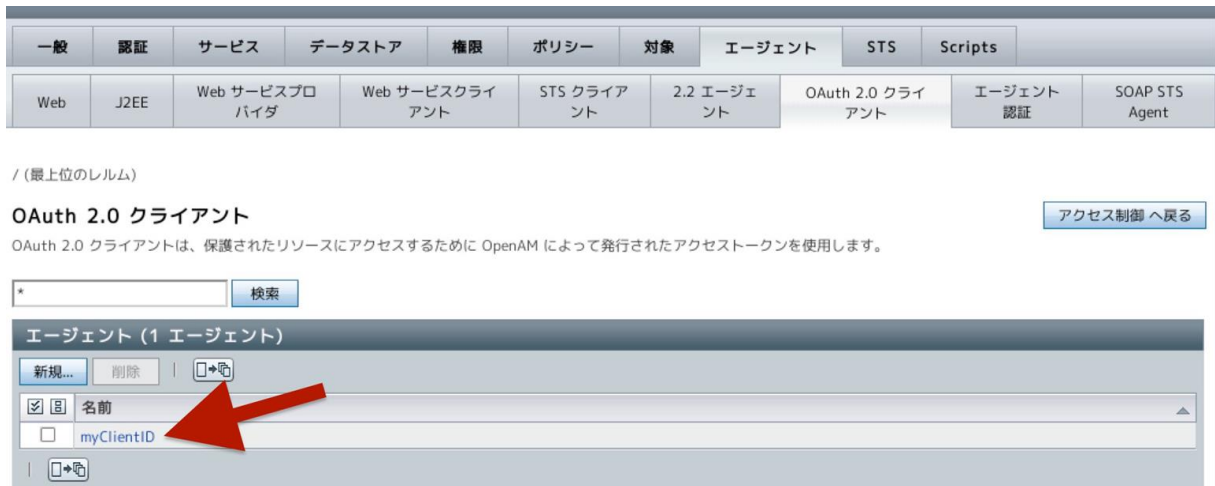 一般 認証 サービス データストア 権限 ポリシー 対象 エージェント STS Scripts
Web J2EE Web サービスプロ Web サービスクライ STS クライア 2.2 エージェ OAuth 2.0 クライ エージェント SOAP STS
バイダ アント ント ント アント 認証 Agent
/ (最上位のレルム)
OAuth 2.0 クライアント アクセス制御 へ戻る
OAuth 2.0 クライアントは、保護されたリソースにアクセスするために OpenAM によって発行されたアクセストークンを使用します。
* 検索
エージェント (1 エージェント)
新規... 削除 |
名前
myClientID
|